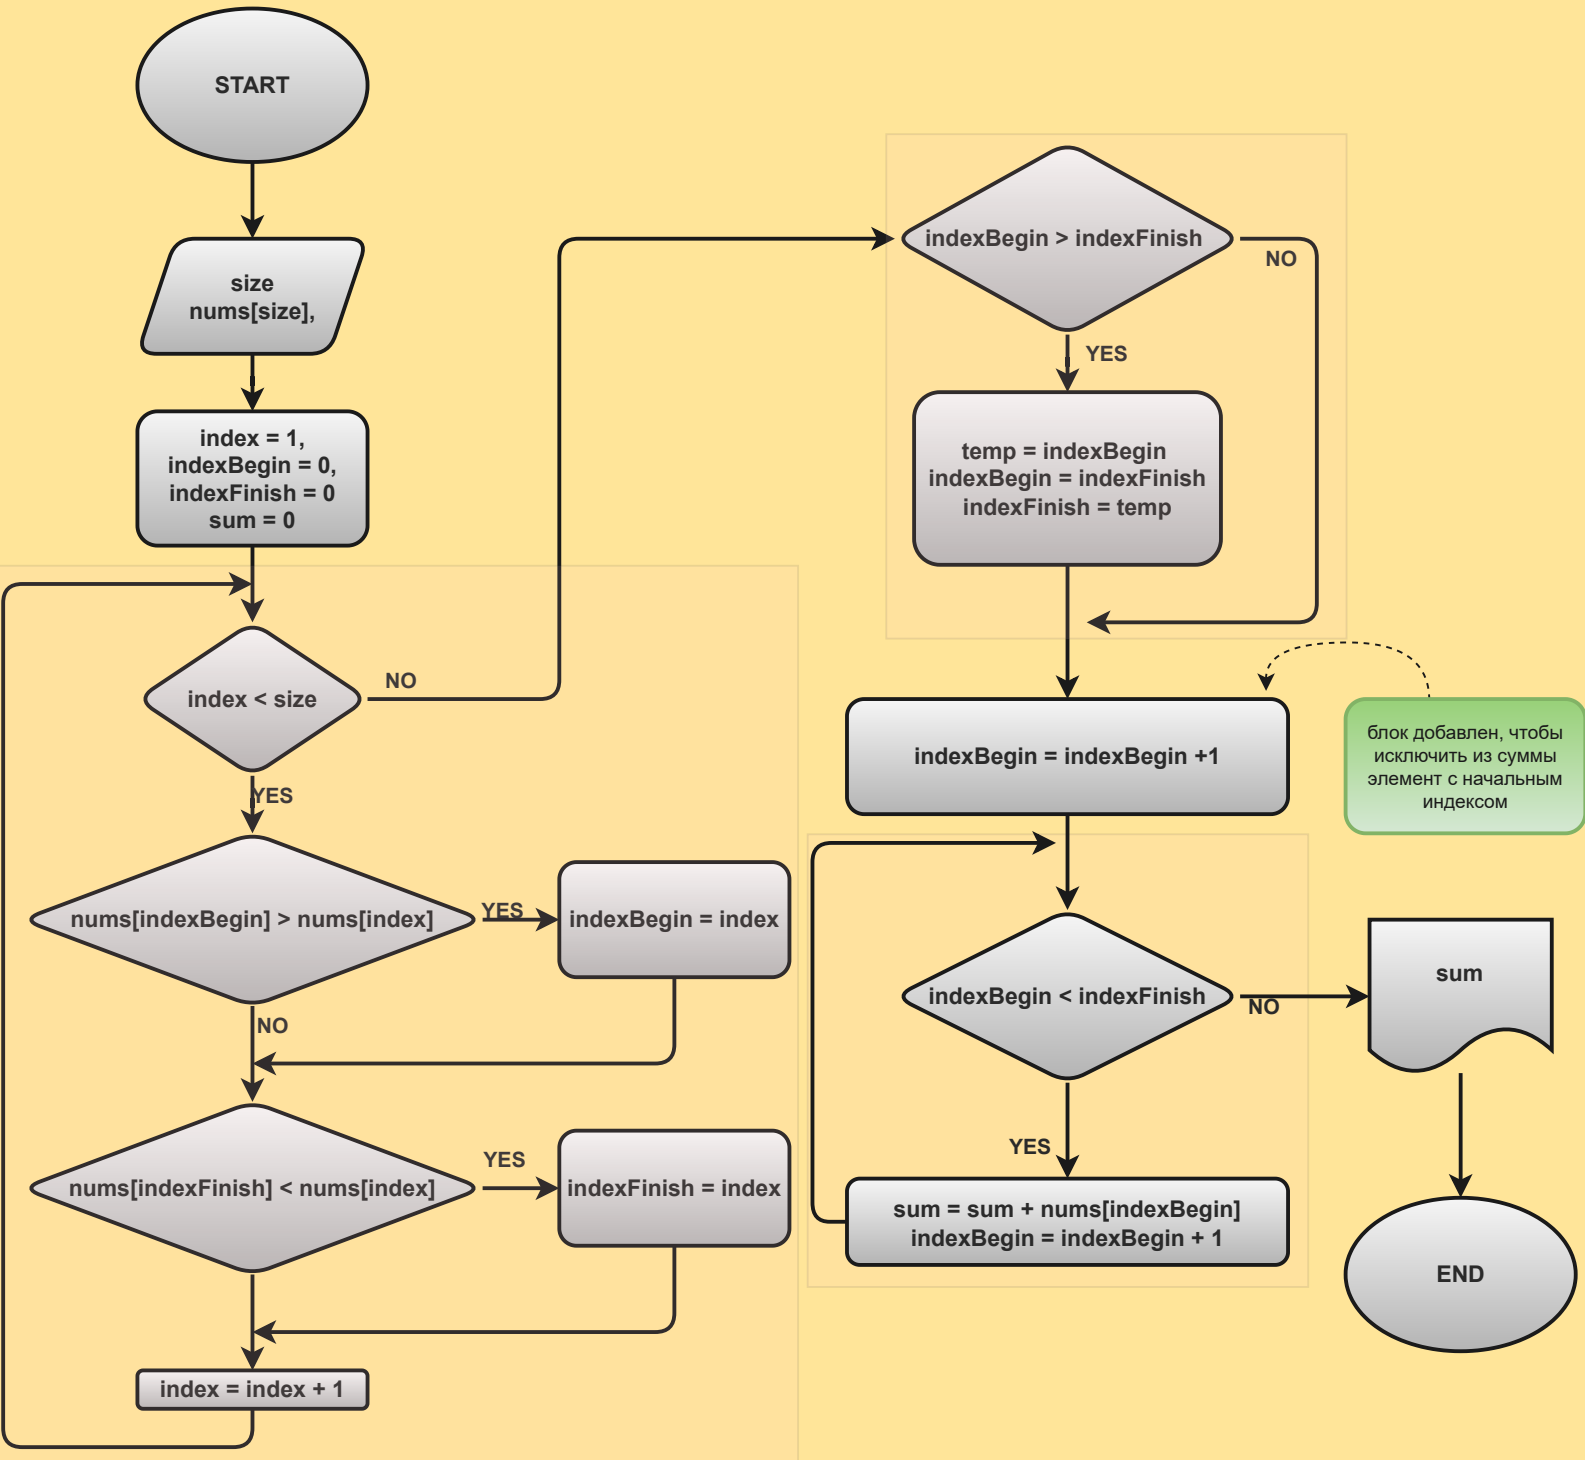 START
size
nums[size],
index = 1,
indexBegin = 0,
indexFinish = 0
sum = 0
index < size
NO
YES
nums[indexBegin] > nums[index]
YES
indexBegin = index
NO
nums[indexFinish] < nums[index]
YES
indexFinish = index
index = index + 1
indexBegin > indexFinish
NO
YES
temp = indexBegin
indexBegin = indexFinish
indexFinish = temp
indexBegin = indexBegin +1
блок добавлен, чтобы
исключить из суммы
элемент с начальным
индексом
indexBegin < indexFinish
NO
YES
sum = sum + nums[indexBegin]
indexBegin = indexBegin + 1
sum
END